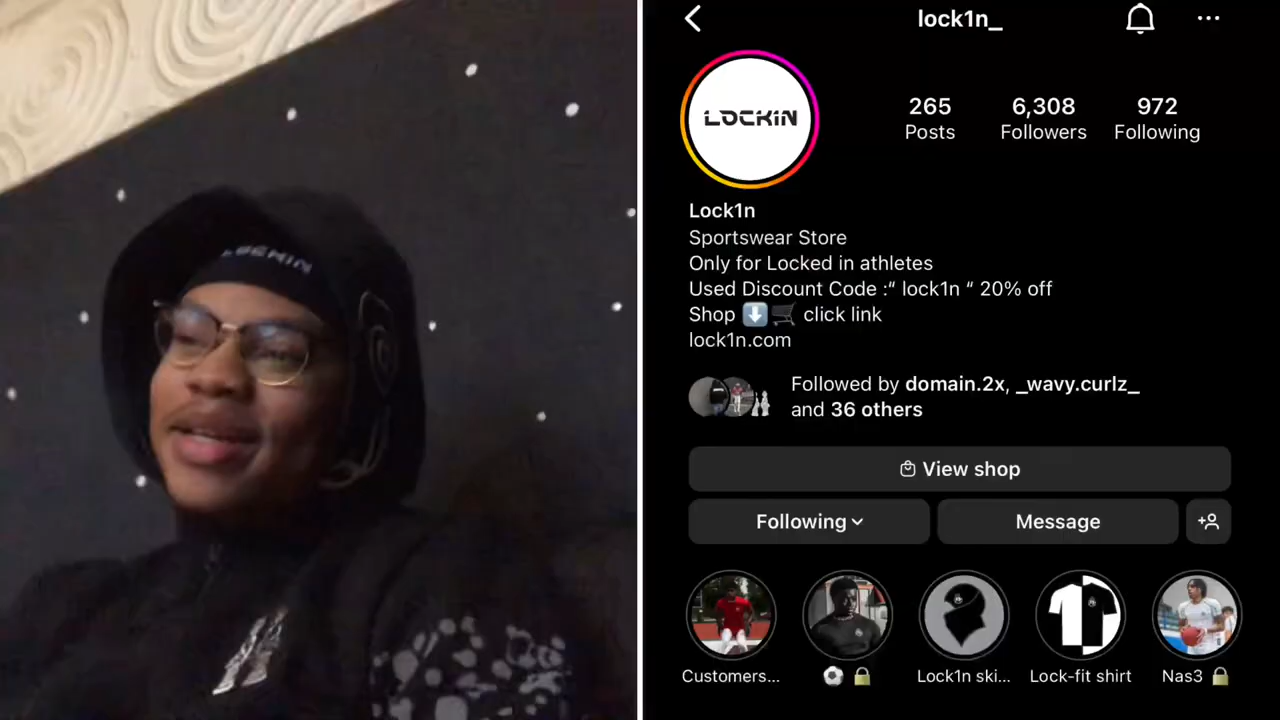 lock1n_
LOCKIN
265
6,308
972
Posts
Followers
Following
Lock1n
Sportswear Store
Only for Locked in athletes
Used Discount Code :“ lock1n “ 20% off
Shop ⬇️🛒 click link
lock1n.com
Followed by domain.2x, _wavy.curlz_
and 36 others
View shop
Following
Message
Customers...
⚽ 🔒
Lock1n ski...
Lock-fit shirt
Nas3 🔒